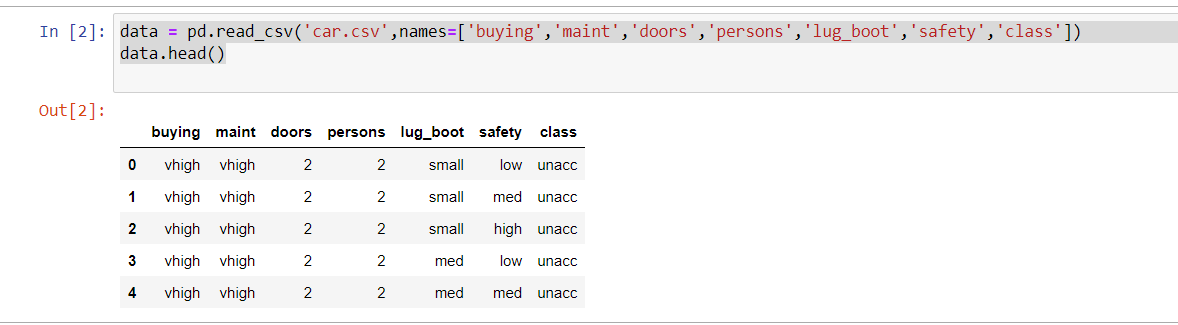 In [2]: data = pd.read_csv('car.csv',names=['buying','maint','doors','persons','lug_boot','safety','class'])
data.head()
Out[2]:
buying maint doors persons lug_boot safety class
0 vhigh vhigh 2 2 small low unacc
1 vhigh vhigh 2 2 small med unacc
2 vhigh vhigh 2 2 small high unacc
3 vhigh vhigh 2 2 med low unacc
4 vhigh vhigh 2 2 med med unacc